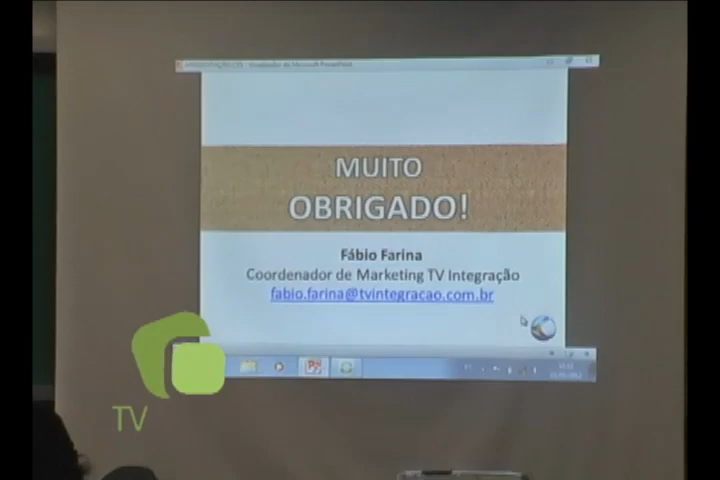 MUITO
OBRIGADO!
Fábio Farina
Coordenador de Marketing TV Integração
fabio.farina@tvintegracao.com.br
TV